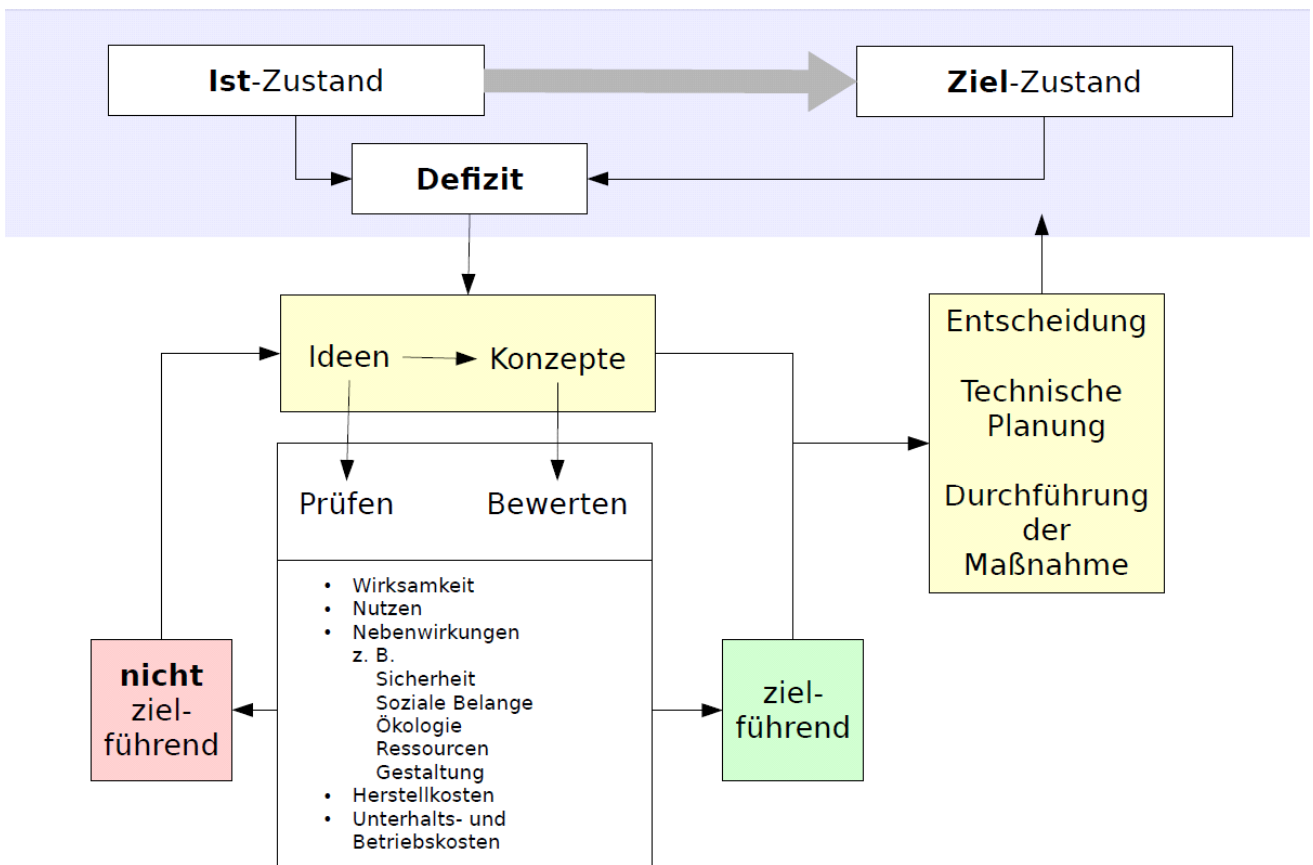 Ist-Zustand
Ziel-Zustand
Defizit
Ideen
Konzepte
Entscheidung
Technische
Planung
Durchführung
der
Maßnahme
Prüfen
Bewerten
• Wirksamkeit
• Nutzen
• Nebenwirkungen
z. B.
Sicherheit
Soziale Belange
Ökologie
Ressourcen
Gestaltung
• Herstellkosten
• Unterhalts- und
Betriebskosten
nicht
ziel-
führend
ziel-
führend